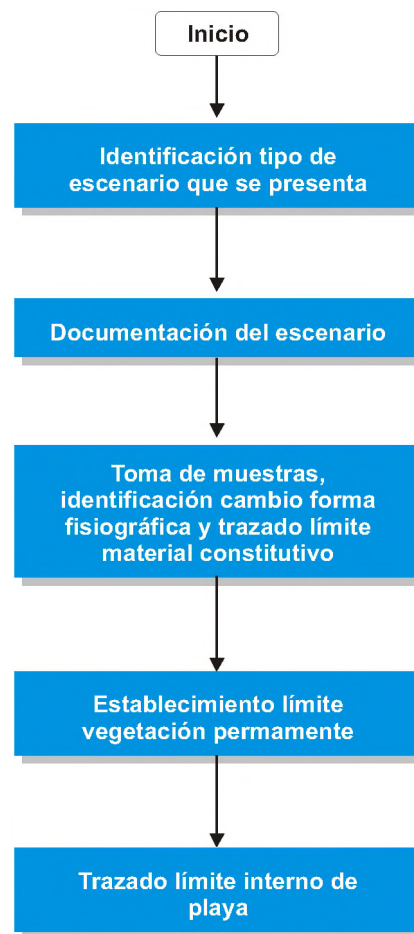 Inicio
Identificación tipo de
escenario que se presenta
Documentación del escenario
Toma de muestras,
identificación cambio forma
fisiográfica y trazado límite
material constitutivo
Establecimiento límite
vegetación permamente
Trazado límite interno de
playa